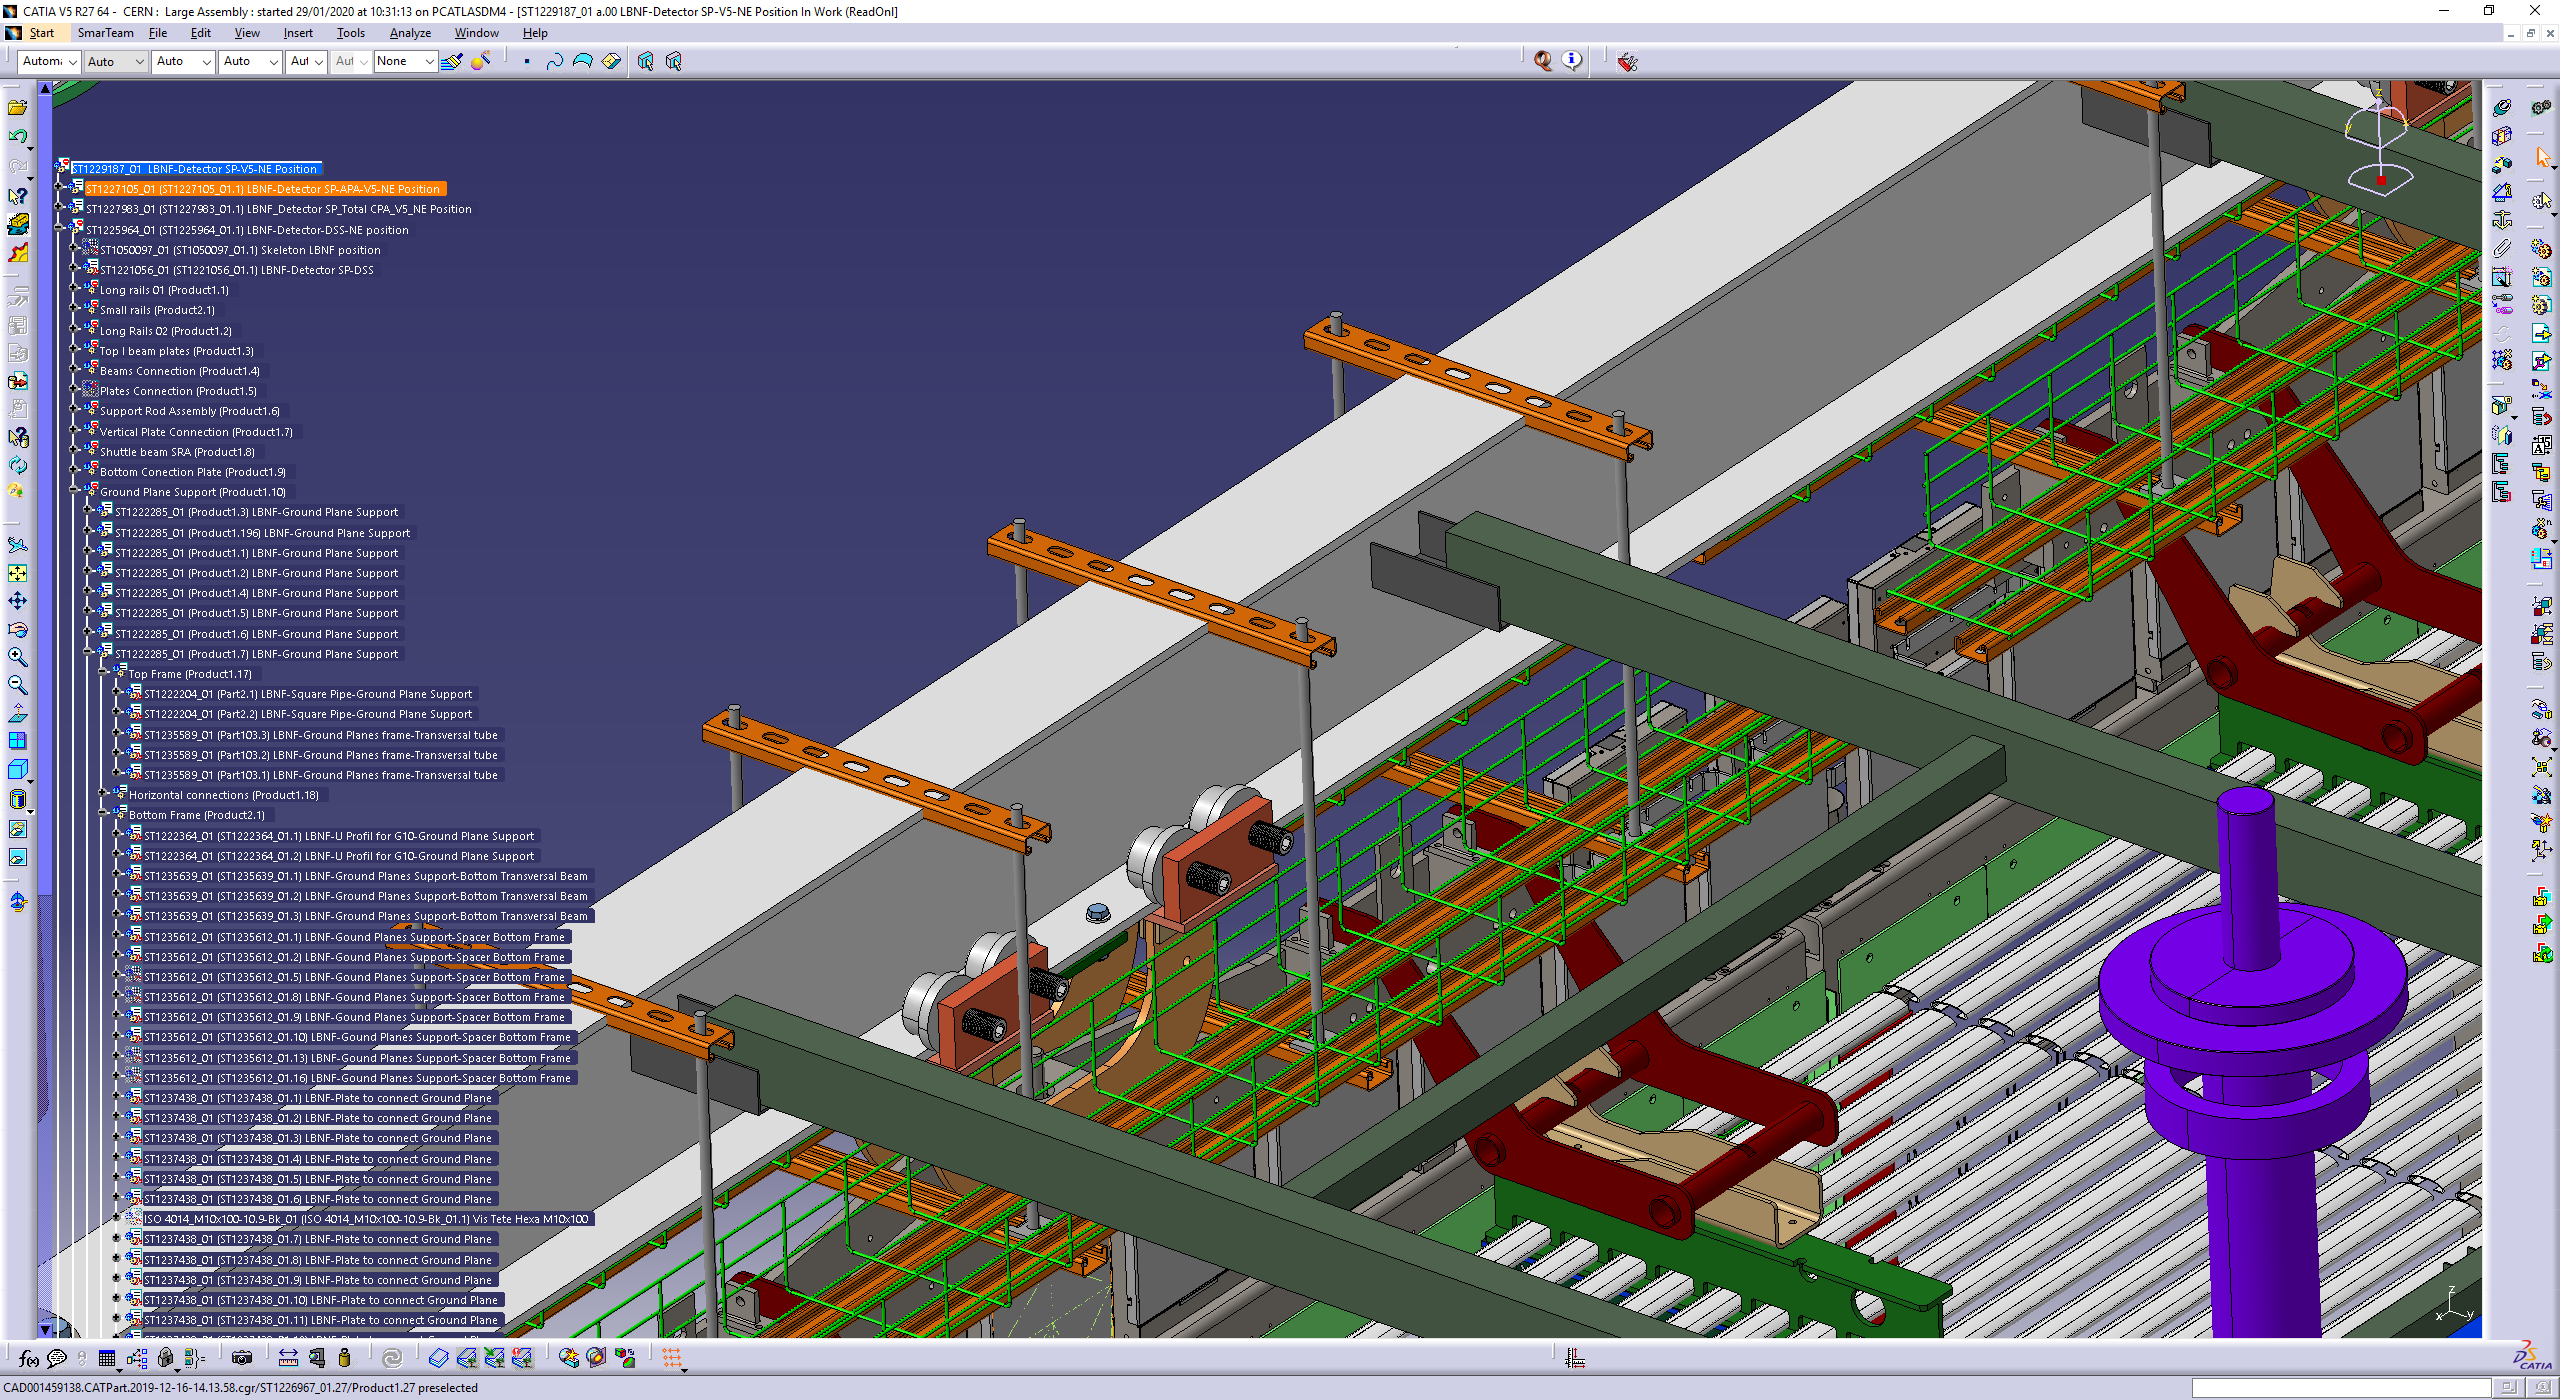 CATIA V5 R27 64 - CERN : Large Assembly : started 29/01/2020 at 10:31:13 on PCATLASDM4 - [ST1229187_01 a.00 LBNF-Detector SP-V5-NE Position In Work (ReadOnl]
Start SmarTeam File Edit View Insert Tools Analyze Window Help
Auto Auto Auto Aut Aut None
ST1229187_01 LBNF-Detector SP-V5-NE Position
ST1227105_01 (ST1227105_01.1) LBNF-Detector SP-APA-V5-NE Position
ST1227983_01 (ST1227983_01.1) LBNF_Detector SP_Total CPA_V5_NE Position
ST1225964_01 (ST1225964_01.1) LBNF-Detector-DSS-NE position
ST1050097_01 (ST1050097_01.1) Skeleton LBNF position
ST1221056_01 (ST1221056_01.1) LBNF-Detector SP-DSS
Long rails 01 (Product1.1)
Small rails (Product2.1)
Long Rails 02 (Product1.2)
Top I beam plates (Product1.3)
Beams Connection (Product1.4)
Plates Connection (Product1.5)
Support Rod Assembly (Product1.6)
Vertical Plate Connection (Product1.7)
Shuttle beam SRA (Product1.8)
Bottom Conection Plate (Product1.9)
Ground Plane Support (Product1.10)
ST1222285_01 (Product1.3) LBNF-Ground Plane Support
ST1222285_01 (Product1.196) LBNF-Ground Plane Support
ST1222285_01 (Product1.1) LBNF-Ground Plane Support
ST1222285_01 (Product1.2) LBNF-Ground Plane Support
ST1222285_01 (Product1.4) LBNF-Ground Plane Support
ST1222285_01 (Product1.5) LBNF-Ground Plane Support
ST1222285_01 (Product1.6) LBNF-Ground Plane Support
ST1222285_01 (Product1.7) LBNF-Ground Plane Support
Top Frame (Product1.17)
ST1222204_01 (Part2.1) LBNF-Square Pipe-Ground Plane Support
ST1222204_01 (Part2.2) LBNF-Square Pipe-Ground Plane Support
ST1235589_01 (Part103.3) LBNF-Ground Planes frame-Transversal tube
ST1235589_01 (Part103.2) LBNF-Ground Planes frame-Transversal tube
ST1235589_01 (Part103.1) LBNF-Ground Planes frame-Transversal tube
Horizontal connections (Product1.18)
Bottom Frame (Product2.1)
ST1222364_01 (ST1222364_01.1) LBNF-U Profil for G10-Ground Plane Support
ST1222364_01 (ST1222364_01.2) LBNF-U Profil for G10-Ground Plane Support
ST1235639_01 (ST1235639_01.1) LBNF-Ground Planes Support-Bottom Transversal Beam
ST1235639_01 (ST1235639_01.2) LBNF-Ground Planes Support-Bottom Transversal Beam
ST1235639_01 (ST1235639_01.3) LBNF-Ground Planes Support-Bottom Transversal Beam
ST1235612_01 (ST1235612_01.1) LBNF-Gound Planes Support-Spacer Bottom Frame
ST1235612_01 (ST1235612_01.2) LBNF-Gound Planes Support-Spacer Bottom Frame
ST1235612_01 (ST1235612_01.5) LBNF-Gound Planes Support-Spacer Bottom Frame
ST1235612_01 (ST1235612_01.8) LBNF-Gound Planes Support-Spacer Bottom Frame
ST1235612_01 (ST1235612_01.9) LBNF-Gound Planes Support-Spacer Bottom Frame
ST1235612_01 (ST1235612_01.10) LBNF-Gound Planes Support-Spacer Bottom Frame
ST1235612_01 (ST1235612_01.13) LBNF-Gound Planes Support-Spacer Bottom Frame
ST1235612_01 (ST1235612_01.16) LBNF-Gound Planes Support-Spacer Bottom Frame
ST1237438_01 (ST1237438_01.1) LBNF-Plate to connect Ground Plane
ST1237438_01 (ST1237438_01.2) LBNF-Plate to connect Ground Plane
ST1237438_01 (ST1237438_01.3) LBNF-Plate to connect Ground Plane
ST1237438_01 (ST1237438_01.4) LBNF-Plate to connect Ground Plane
ST1237438_01 (ST1237438_01.5) LBNF-Plate to connect Ground Plane
ST1237438_01 (ST1237438_01.6) LBNF-Plate to connect Ground Plane
ISO 4014_M10x100-10.9-Bk_01 (ISO 4014_M10x100-10.9-Bk_01.1) Vis Tete Hexa M10x100
ST1237438_01 (ST1237438_01.7) LBNF-Plate to connect Ground Plane
ST1237438_01 (ST1237438_01.8) LBNF-Plate to connect Ground Plane
ST1237438_01 (ST1237438_01.9) LBNF-Plate to connect Ground Plane
ST1237438_01 (ST1237438_01.10) LBNF-Plate to connect Ground Plane
ST1237438_01 (ST1237438_01.11) LBNF-Plate to connect Ground Plane
z
x y
f(x)
DS CATIA
CAD001459138.CATPart.2019-12-16-14.13.58.cgr/ST1226967_01.27/Product1.27 preselected